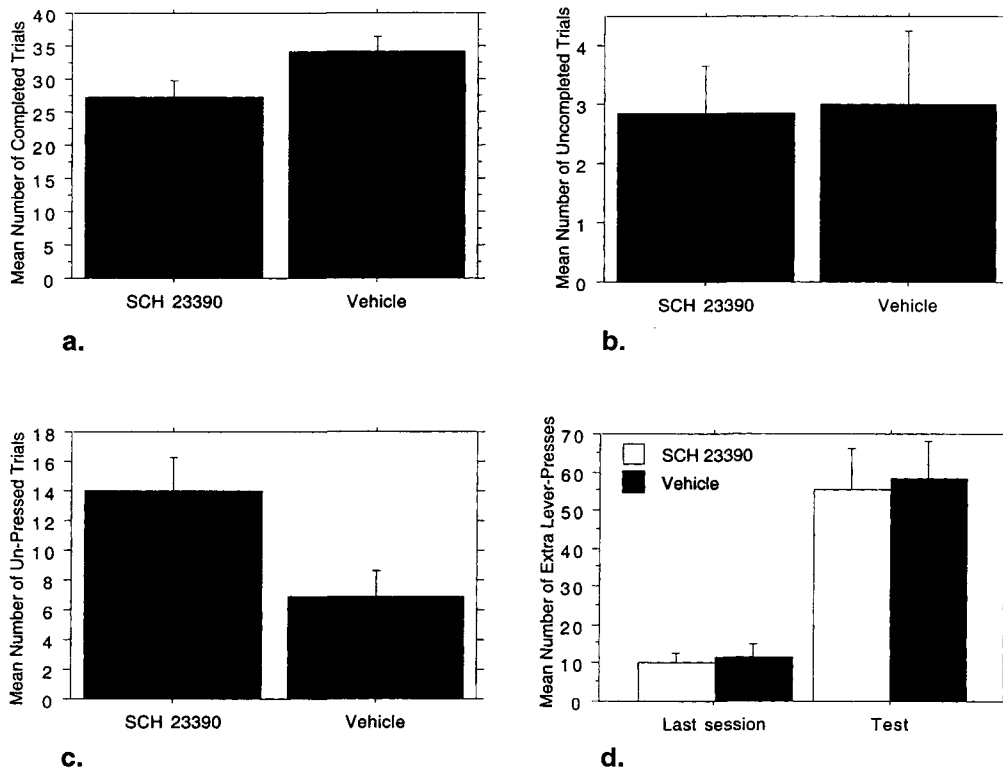 Mean Number of Completed Trials
40
35
30
25
20
15
10
5
0
SCH 23390 Vehicle
a.
Mean Number of Uncompleted Trials
4
3
2
1
0
SCH 23390 Vehicle
b.
Mean Number of Un-Pressed Trials
18
16
14
12
10
8
6
4
2
0
SCH 23390 Vehicle
c.
Mean Number of Extra Lever-Presses
70
60
50
40
30
20
10
0
SCH 23390
Vehicle
Last session Test
d.